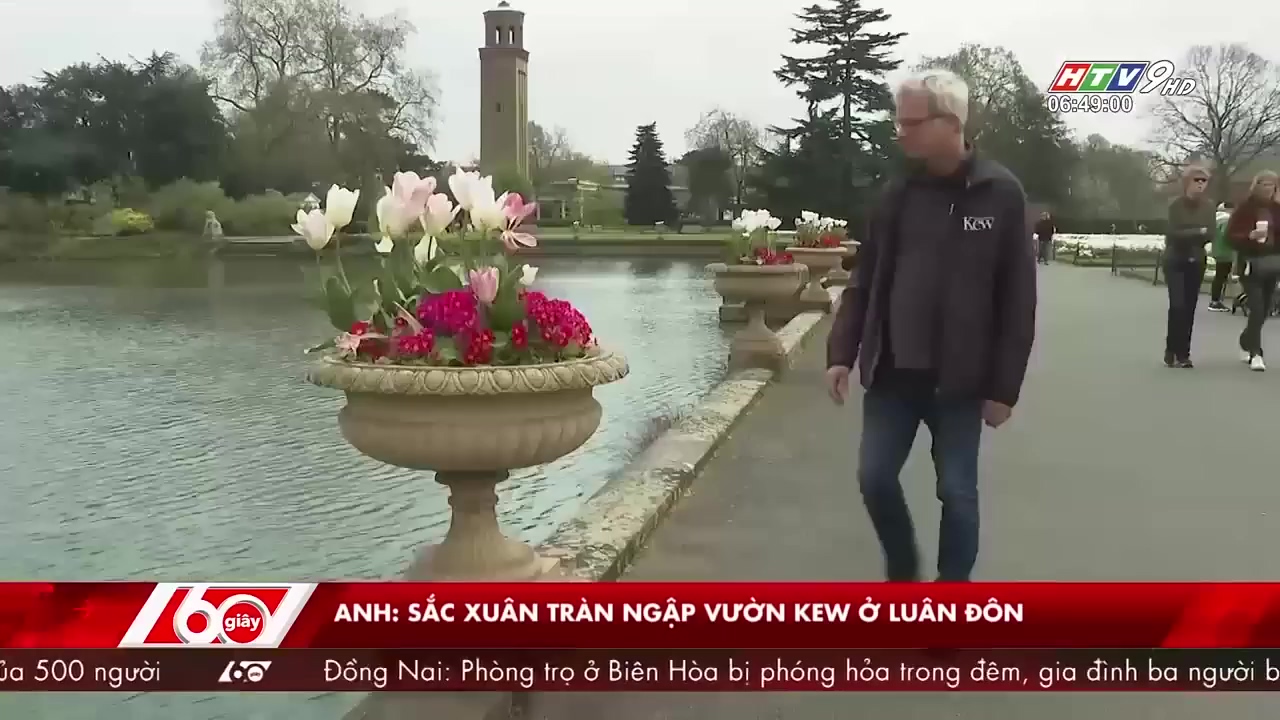 HTV9HD
06:49:00
Kew
60 giây
ANH: SẮC XUÂN TRÀN NGẬP VƯỜN KEW Ở LUÂN ĐÔN
ủa 500 người 60 giây Đồng Nai: Phòng trọ ở Biên Hòa bị phóng hỏa trong đêm, gia đình ba người b